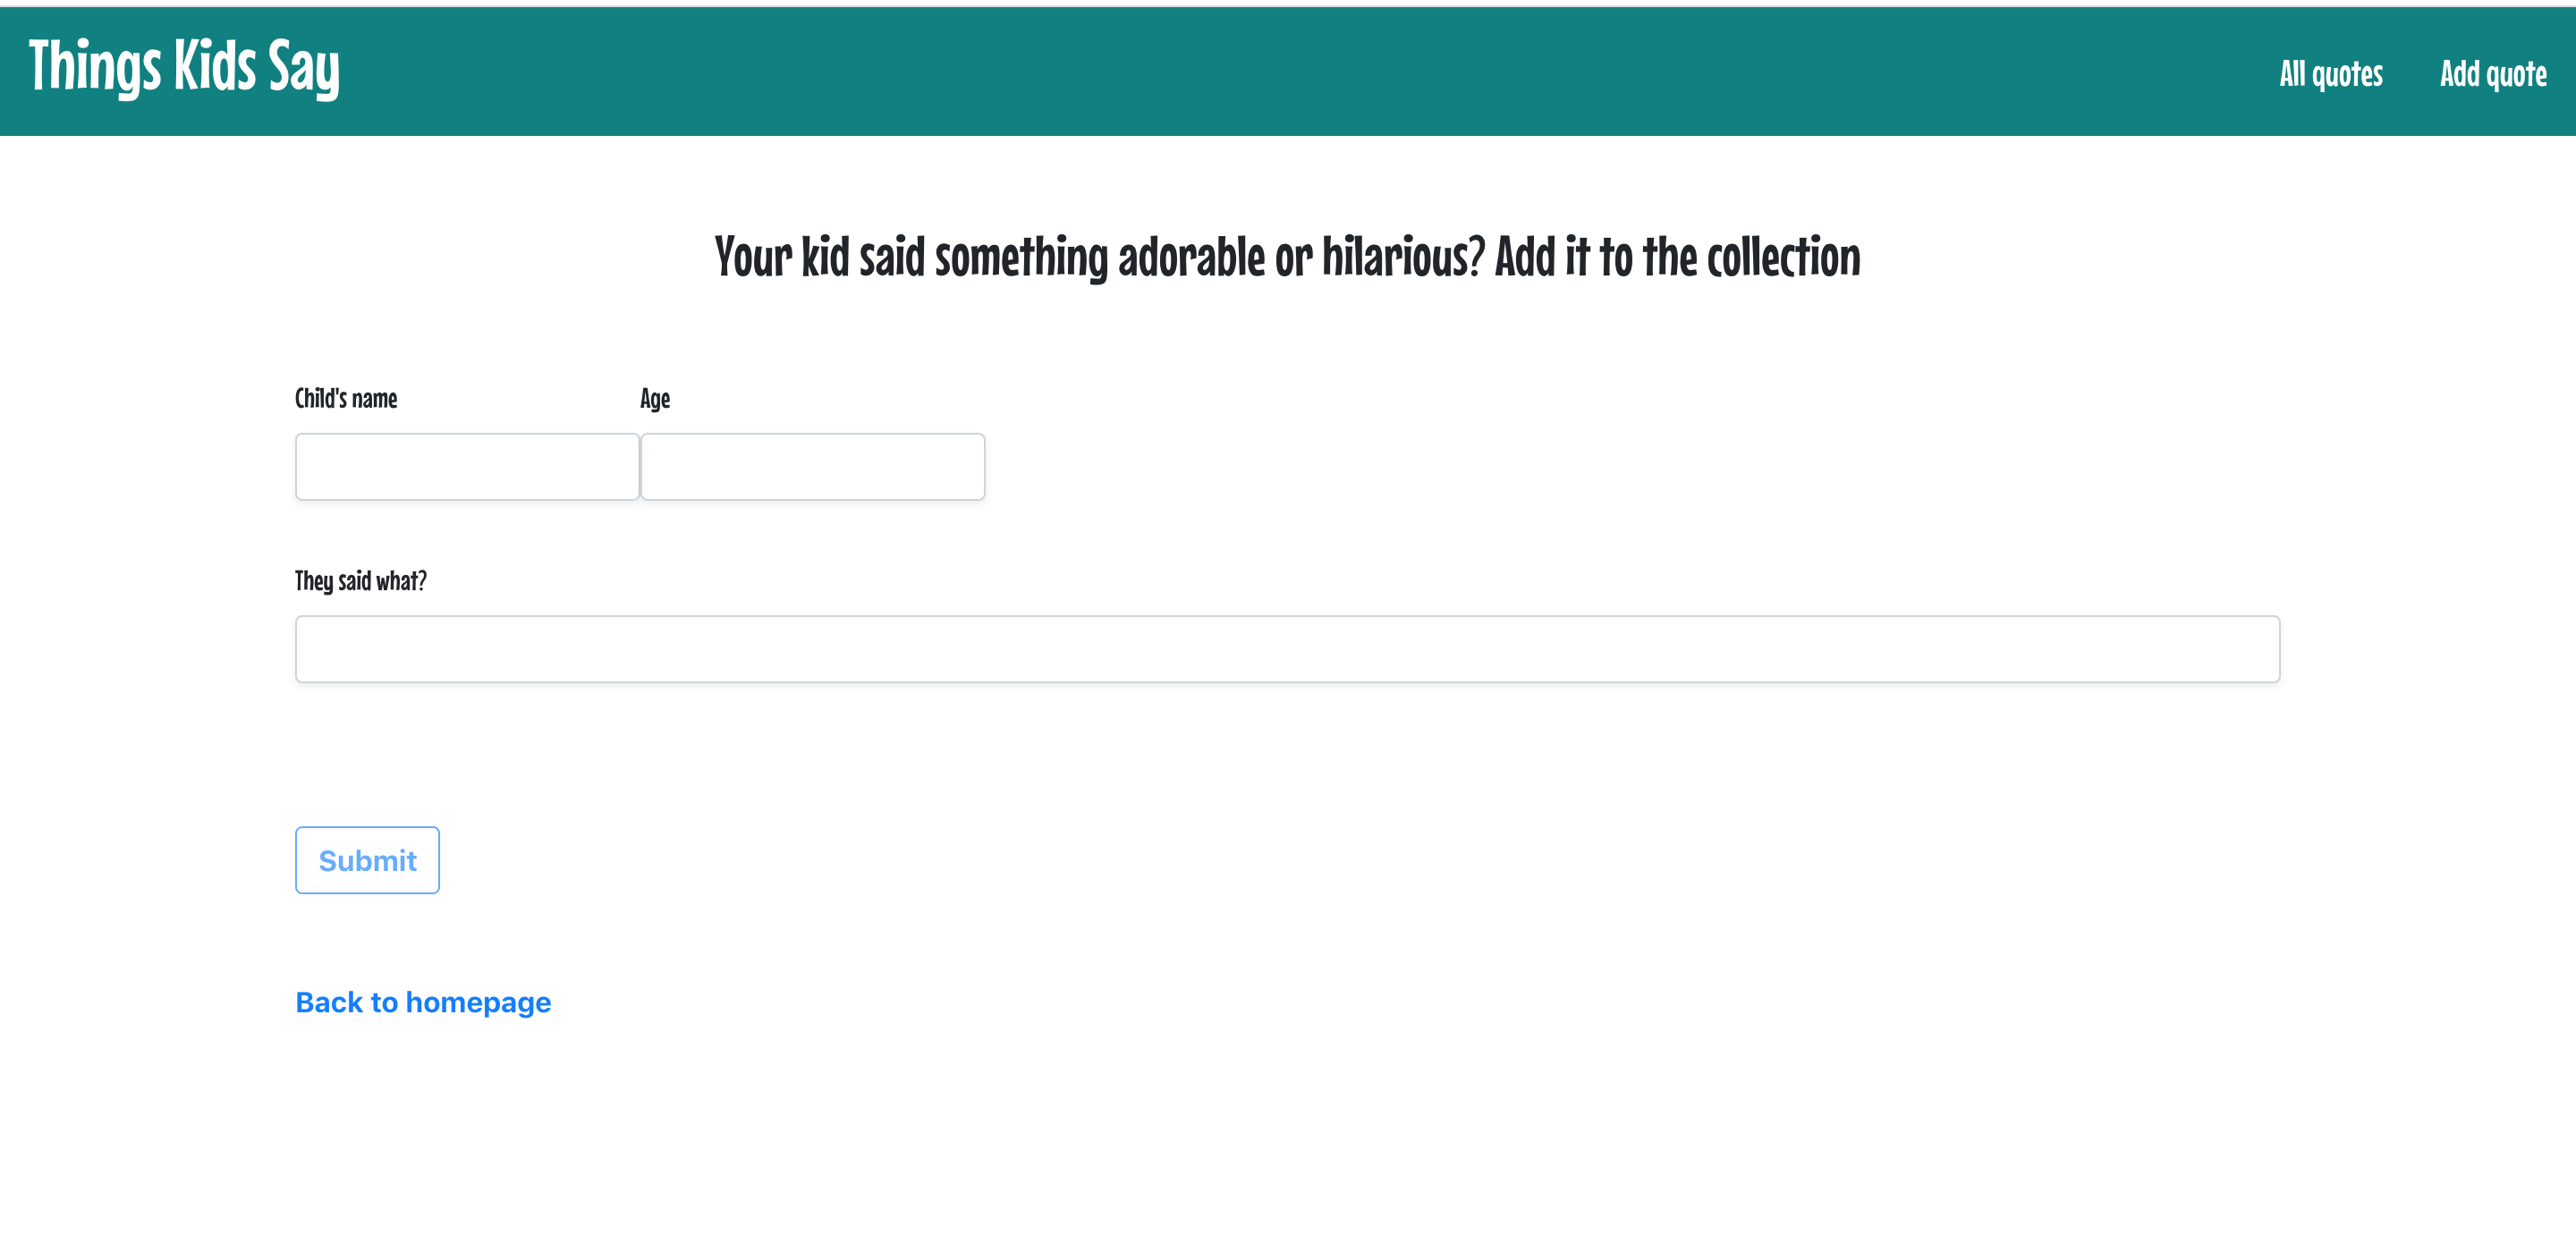 Things Kids Say
All quotes Add quote
Your kid said something adorable or hilarious? Add it to the collection
Child's name Age
They said what?
Submit
Back to homepage